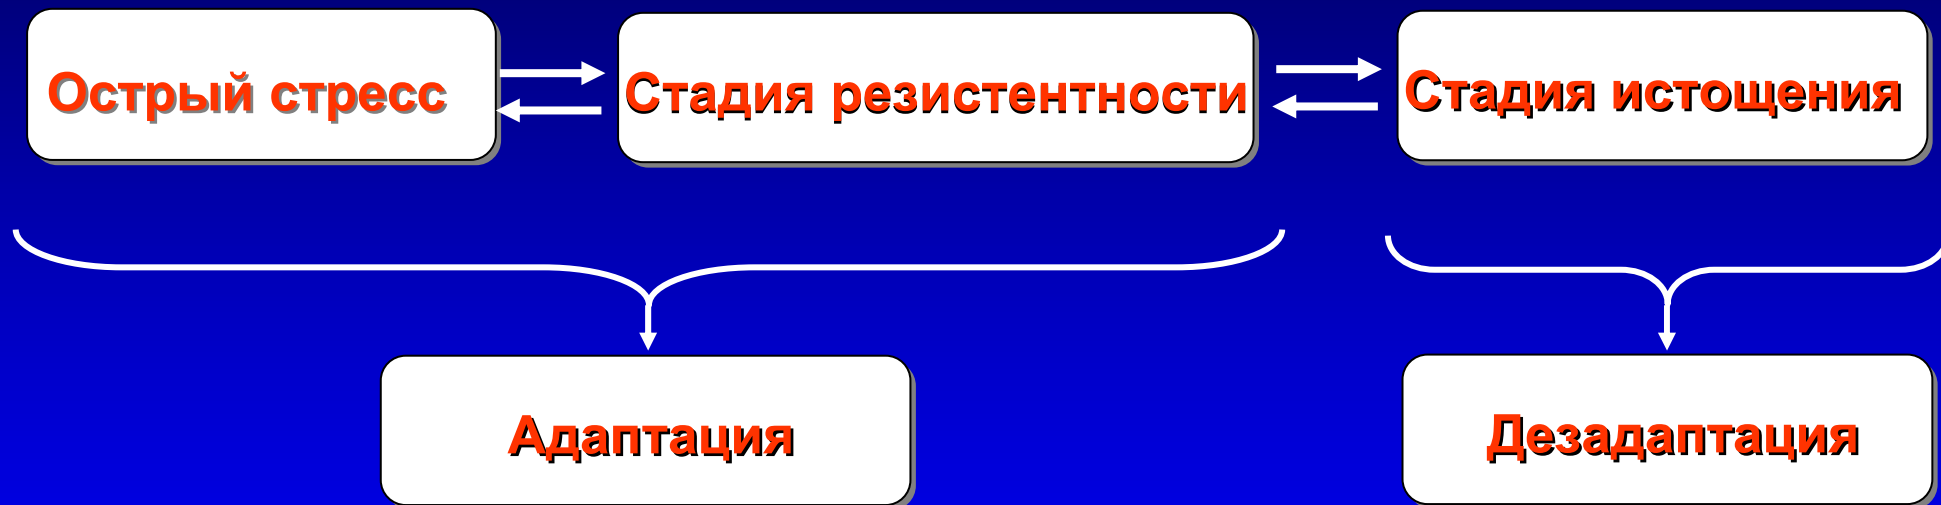 Острый стресс
Стадия резистентности
Стадия истощения
Адаптация
Дезадаптация